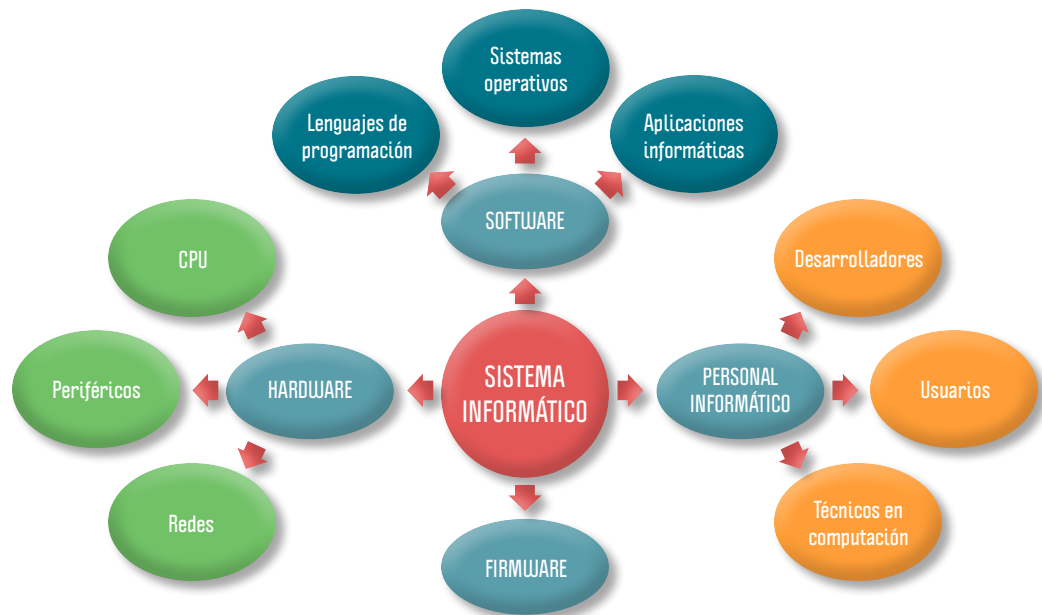 Sistemas
operativos
Lenguajes de
programación
Aplicaciones
informáticas
SOFTWARE
CPU
Desarrolladores
Periféricos
HARDWARE
SISTEMA
INFORMÁTICO
PERSONAL
INFORMÁTICO
Usuarios
Redes
Técnicos en
computación
FIRMWARE